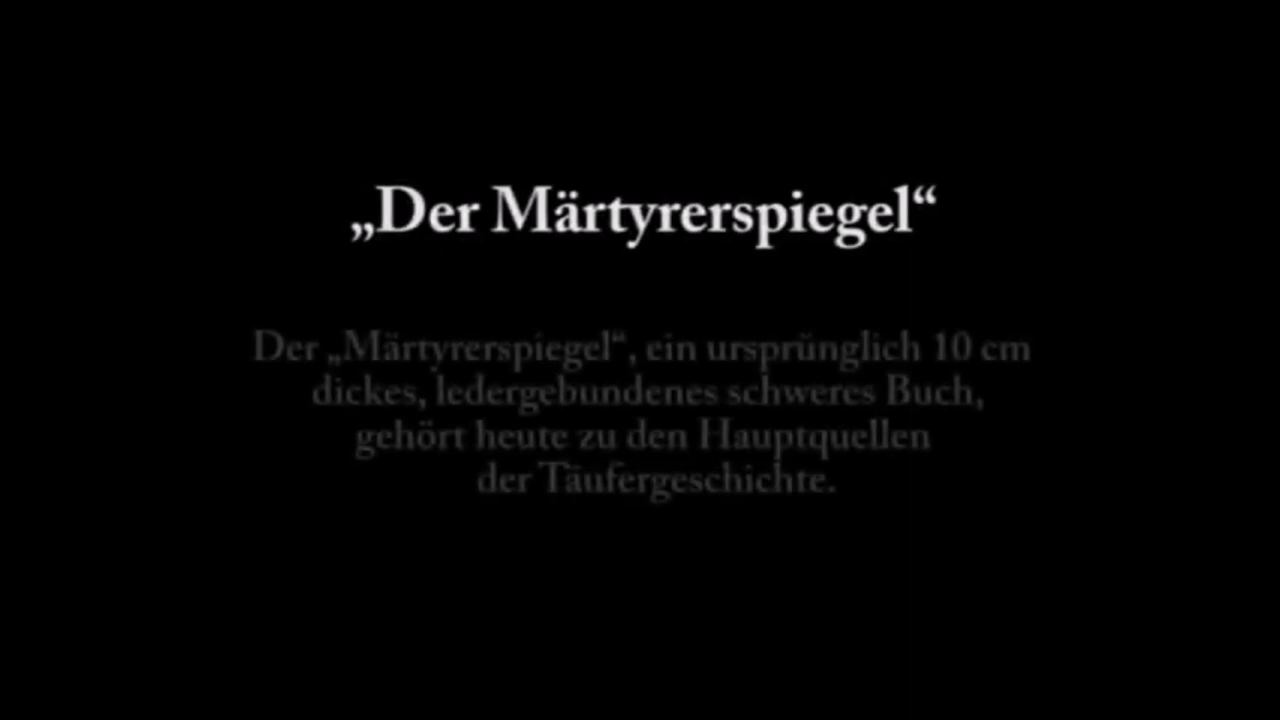 „Der Märtyrerspiegel“
Der „Märtyrerspiegel“, ein ursprünglich 10 cm
dickes, ledergebundenes schweres Buch,
gehört heute zu den Hauptquellen
der Täufergeschichte.